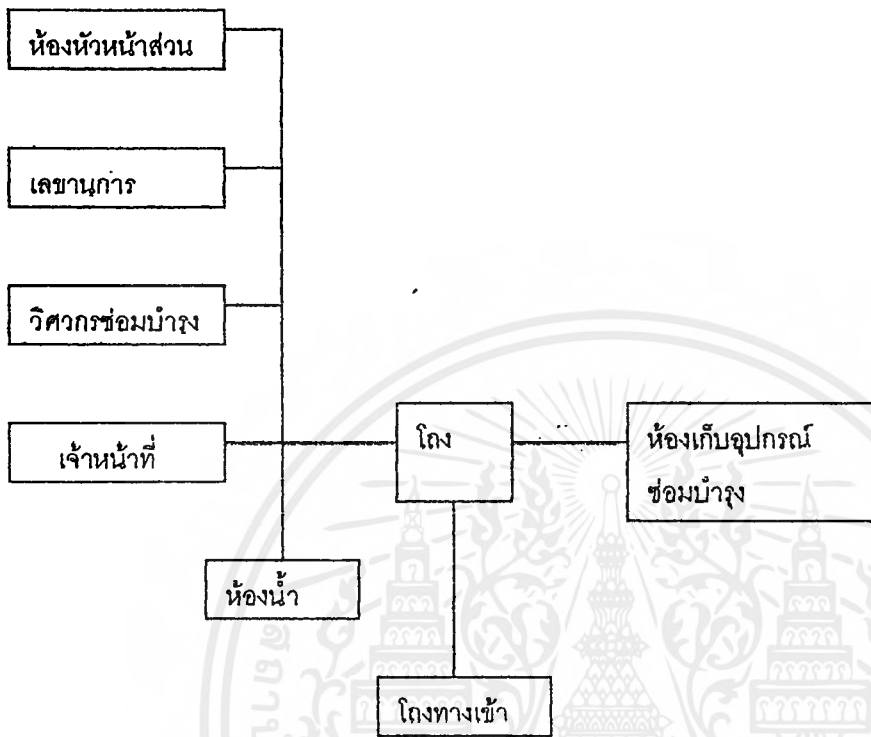 ห้องหัวหน้าส่วน
เลขานุการ
วิศวกรซ่อมบำรุง
เจ้าหน้าที่
โถง
ห้องเก็บอุปกรณ์
ซ่อมบำรุง
ห้องน้ำ
โถงทางเข้า